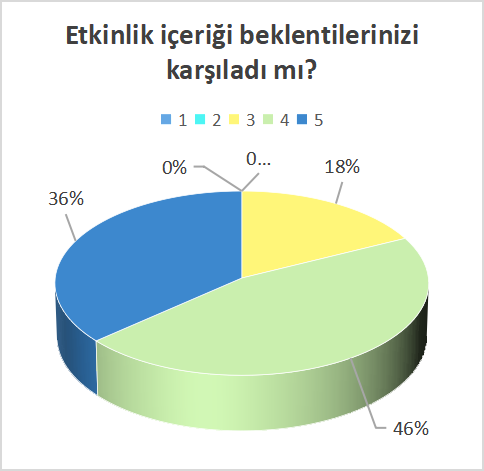 Etkinlik içeriği beklentilerinizi
karşıladı mı?
1 2 3 4 5
0% 0...
18%
36%
46%